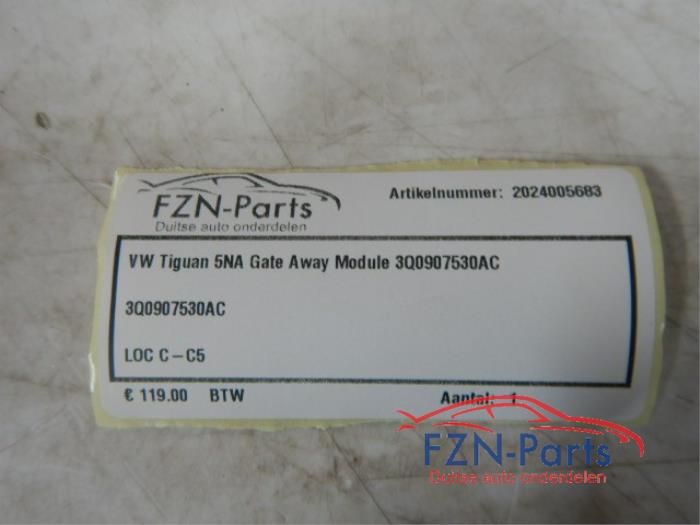 FZN-Parts
Duitse auto onderdelen
Artikelnummer: 2024005683
VW Tiguan 5NA Gate Away Module 3Q0907530AC
3Q0907530AC
LOC C-C5
€ 119.00 BTW
Aantal: 1
FZN-Parts
Duitse auto onderdelen